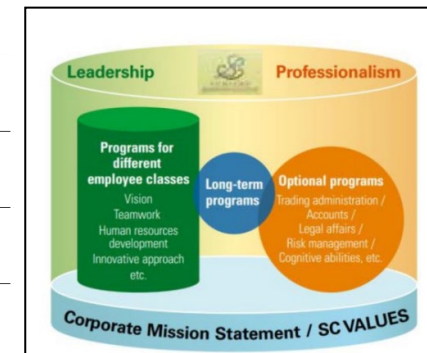 Leadership
Professionalism
Programs for
different
employee classes
Vision
Teamwork
Human resources
development
Innovative approach
etc.
Long-term
programs
Optional programs
Trading administration /
Accounts /
Legal affairs /
Risk management /
Cognitive abilities, etc.
Corporate Mission Statement / SC VALUES